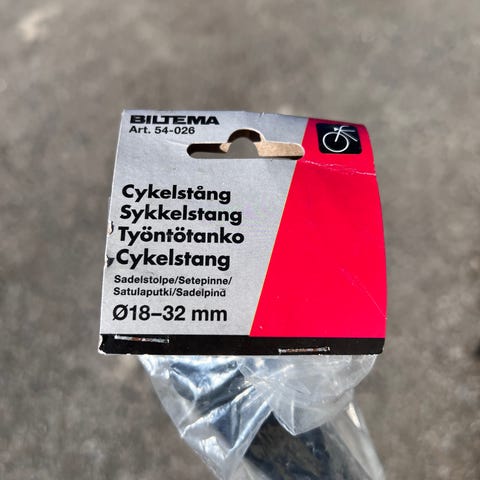 BILTEMA
Art. 54-026
Cykelstång
Sykkelstang
Työntötanko
Cykelstang
Sadelstolpe/Setepinne/
Satulaputki/Sadelpind
Ø18–32 mm